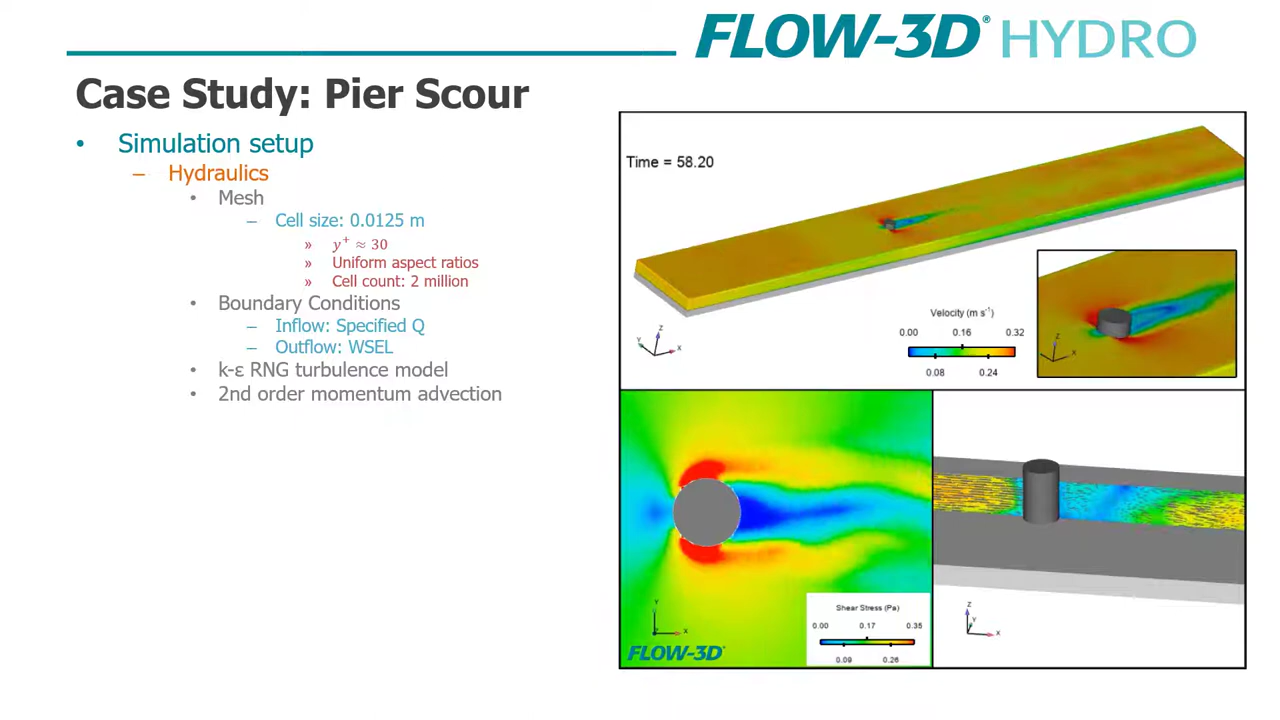 FLOW-3D® HYDRO
Case Study: Pier Scour
• Simulation setup
– Hydraulics
• Mesh
– Cell size: 0.0125 m
» y⁺ ≈ 30
» Uniform aspect ratios
» Cell count: 2 million
• Boundary Conditions
– Inflow: Specified Q
– Outflow: WSEL
• k-ε RNG turbulence model
• 2nd order momentum advection
Time = 58.20
Velocity (m s⁻¹)
0.00 0.16 0.32
0.08 0.24
Z
Y
X
Z
X
Shear Stress (Pa)
0.00 0.17 0.35
0.09 0.26
Y
X
FLOW-3D®
Z
Y
X